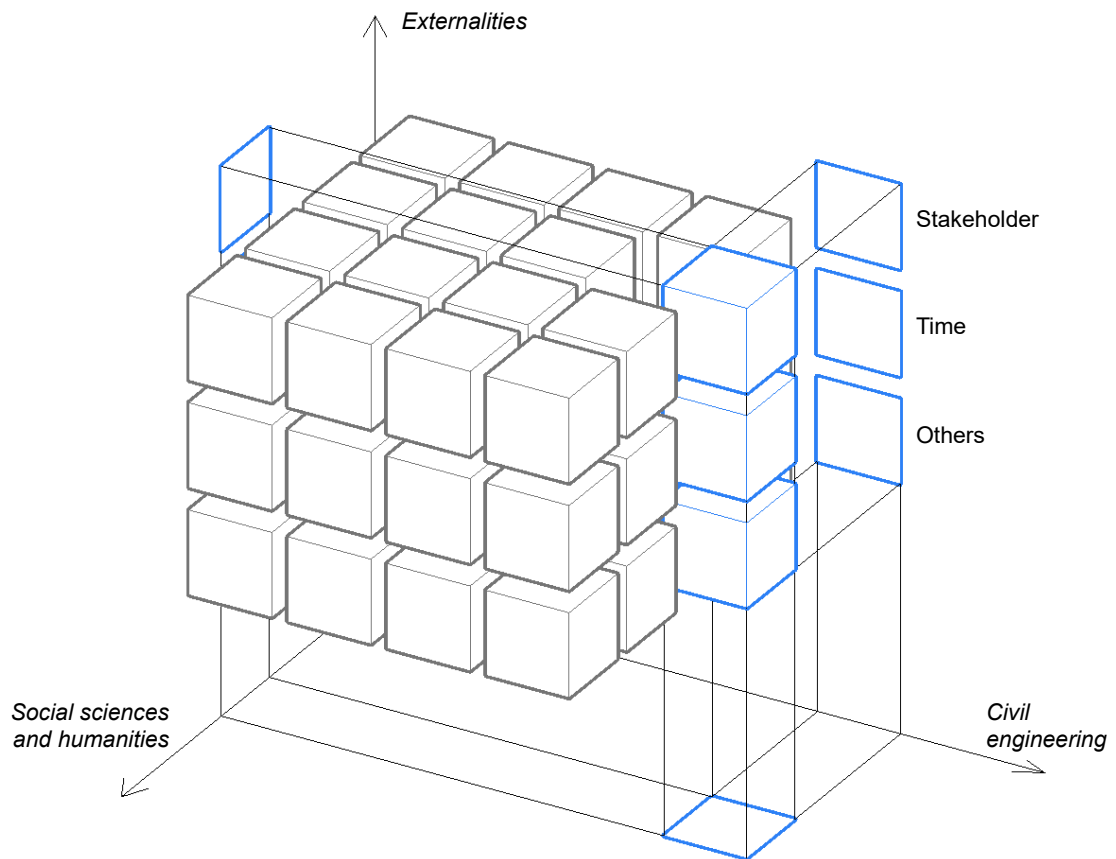 Externalities
Stakeholder
Time
Others
Social sciences
and humanities
Civil
engineering